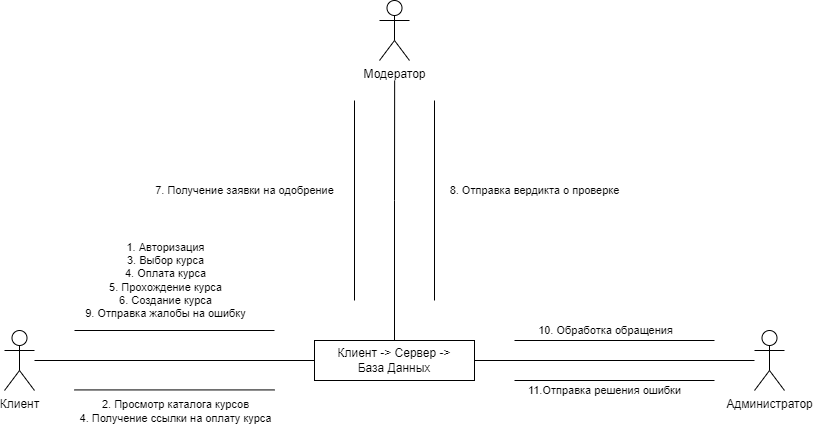 Модератор
7. Получение заявки на одобрение
8. Отправка вердикта о проверке
1. Авторизация
3. Выбор курса
4. Оплата курса
5. Прохождение курса
6. Создание курса
9. Отправка жалобы на ошибку
10. Обработка обращения
Клиент -> Сервер ->
База Данных
11.Отправка решения ошибки
Клиент
2. Просмотр каталога курсов
4. Получение ссылки на оплату курса
Администратор